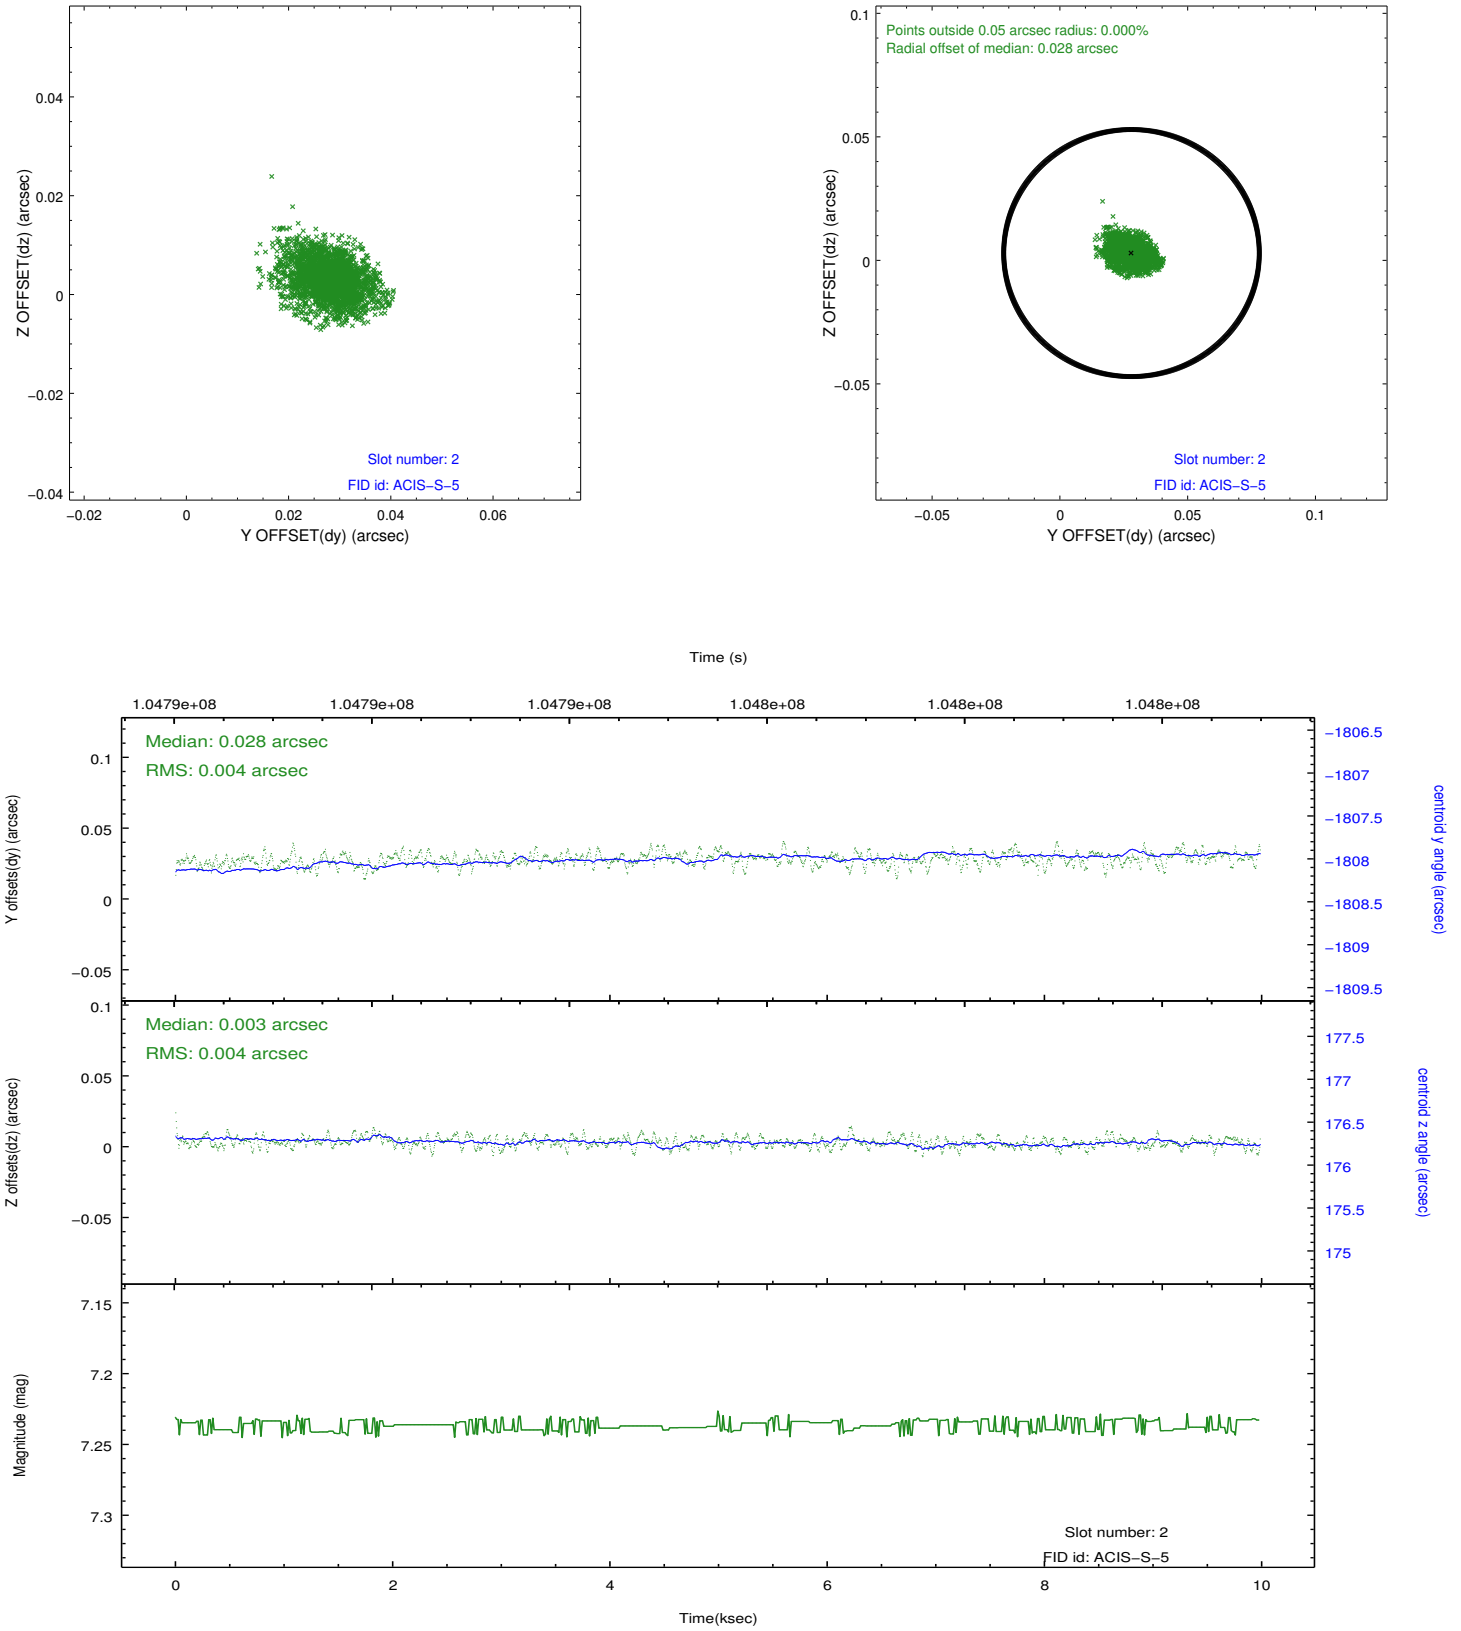 0.04
0.02
0
−0.02
−0.04
Z OFFSET(dz) (arcsec)
Slot number: 2
FID id: ACIS−S−5
−0.02 0 0.02 0.04 0.06
Y OFFSET(dy) (arcsec)
Points outside 0.05 arcsec radius: 0.000%
Radial offset of median: 0.028 arcsec
0.1
0.05
0
−0.05
Z OFFSET(dz) (arcsec)
Slot number: 2
FID id: ACIS−S−5
−0.05 0 0.05 0.1
Y OFFSET(dy) (arcsec)
Time (s)
1.0479e+08 1.0479e+08 1.0479e+08 1.048e+08 1.048e+08 1.048e+08
Median: 0.028 arcsec
RMS: 0.004 arcsec
0.1
0.05
0
−0.05
Y offsets(dy) (arcsec)
−1806.5
−1807
−1807.5
−1808
−1808.5
−1809
−1809.5
centroid y angle (arcsec)
Median: 0.003 arcsec
RMS: 0.004 arcsec
0.1
0.05
0
−0.05
Z offsets(dz) (arcsec)
177.5
177
176.5
176
175.5
175
centroid z angle (arcsec)
7.15
7.2
7.25
7.3
Magnitude (mag)
Slot number: 2
FID id: ACIS−S−5
0 2 4 6 8 10
Time(ksec)